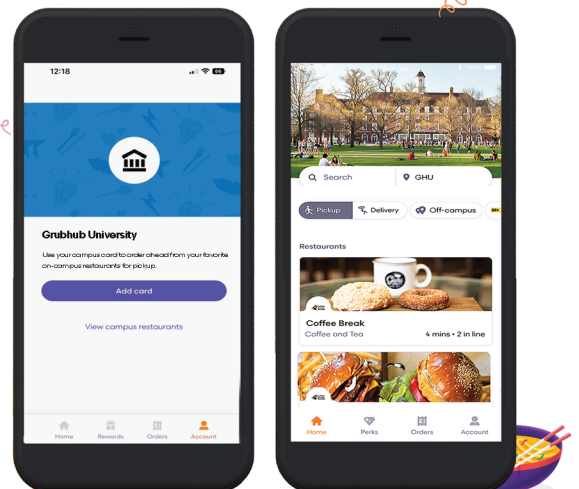 12:18
66
Grubhub University
Use your campus card to order ahead from your favorite
on-campus restaurants for pickup.
Add card
View campus restaurants
Home Rewards Orders Account
Search GHU
Pickup Delivery Off-campus
Restaurants
Coffee Break
Coffee and Tea 4 mins • 2 in line
Home Perks Orders Account